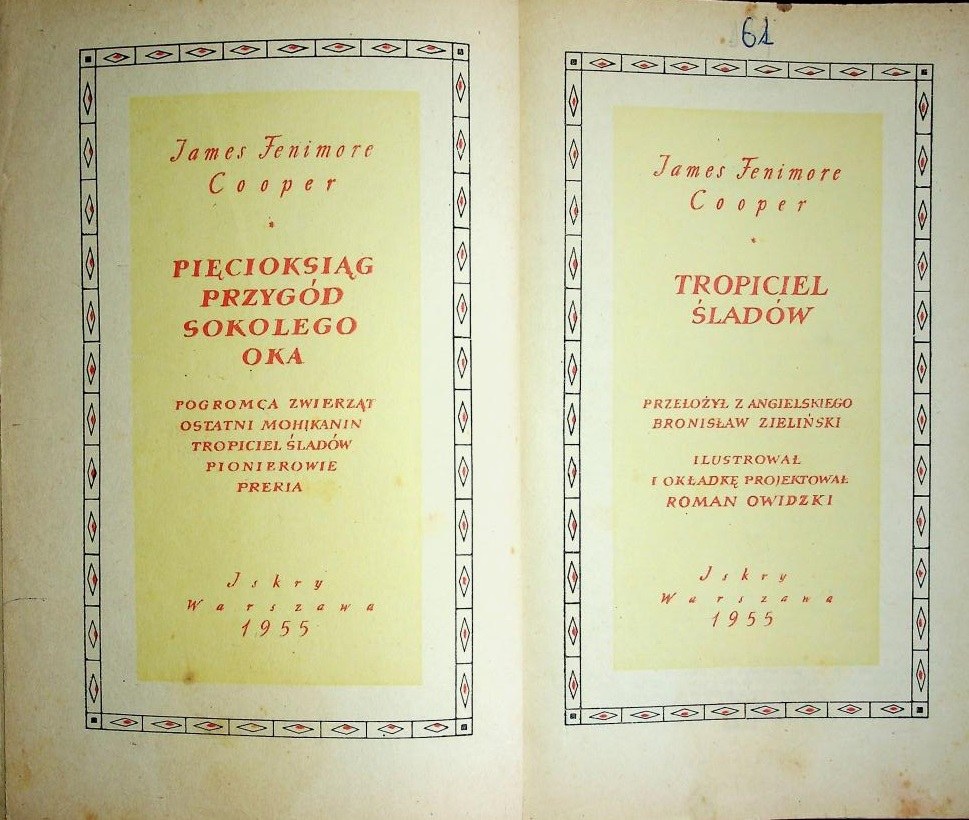 James Fenimore
Cooper
PIĘCIOKSIĄG
PRZYGÓD
SOKOLEGO
OKA
POGROMCA ZWIERZĄT
OSTATNI MOHIKANIN
TROPICIEL ŚLADÓW
PIONIEROWIE
PRERIA
Iskry
Warszawa
1955
61
James Fenimore
Cooper
TROPICIEL
ŚLADÓW
PRZEŁOŻYŁ Z ANGIELSKIEGO
BRONISŁAW ZIELIŃSKI
ILUSTROWAŁ
I OKŁADKĘ PROJEKTOWAŁ
ROMAN OWIDZKI
Iskry
Warszawa
1955